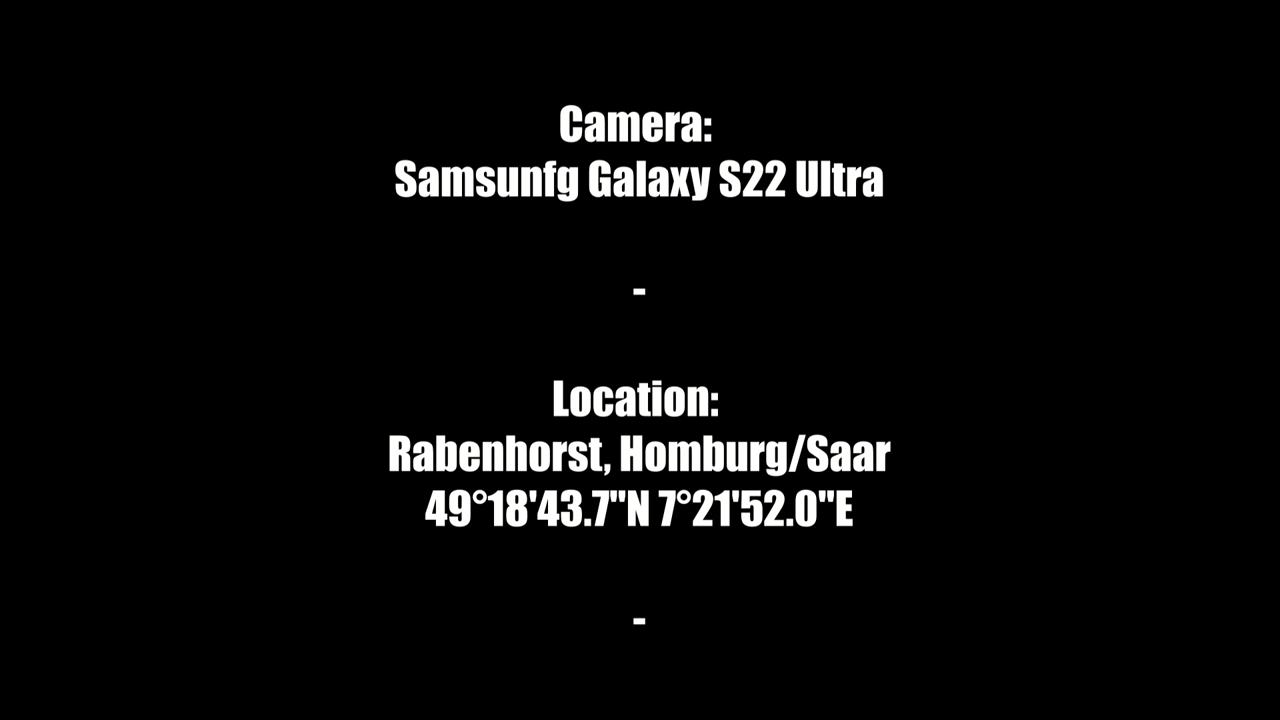 Camera:
Samsunfg Galaxy S22 Ultra
-
Location:
Rabenhorst, Homburg/Saar
49°18'43.7"N 7°21'52.0"E
-